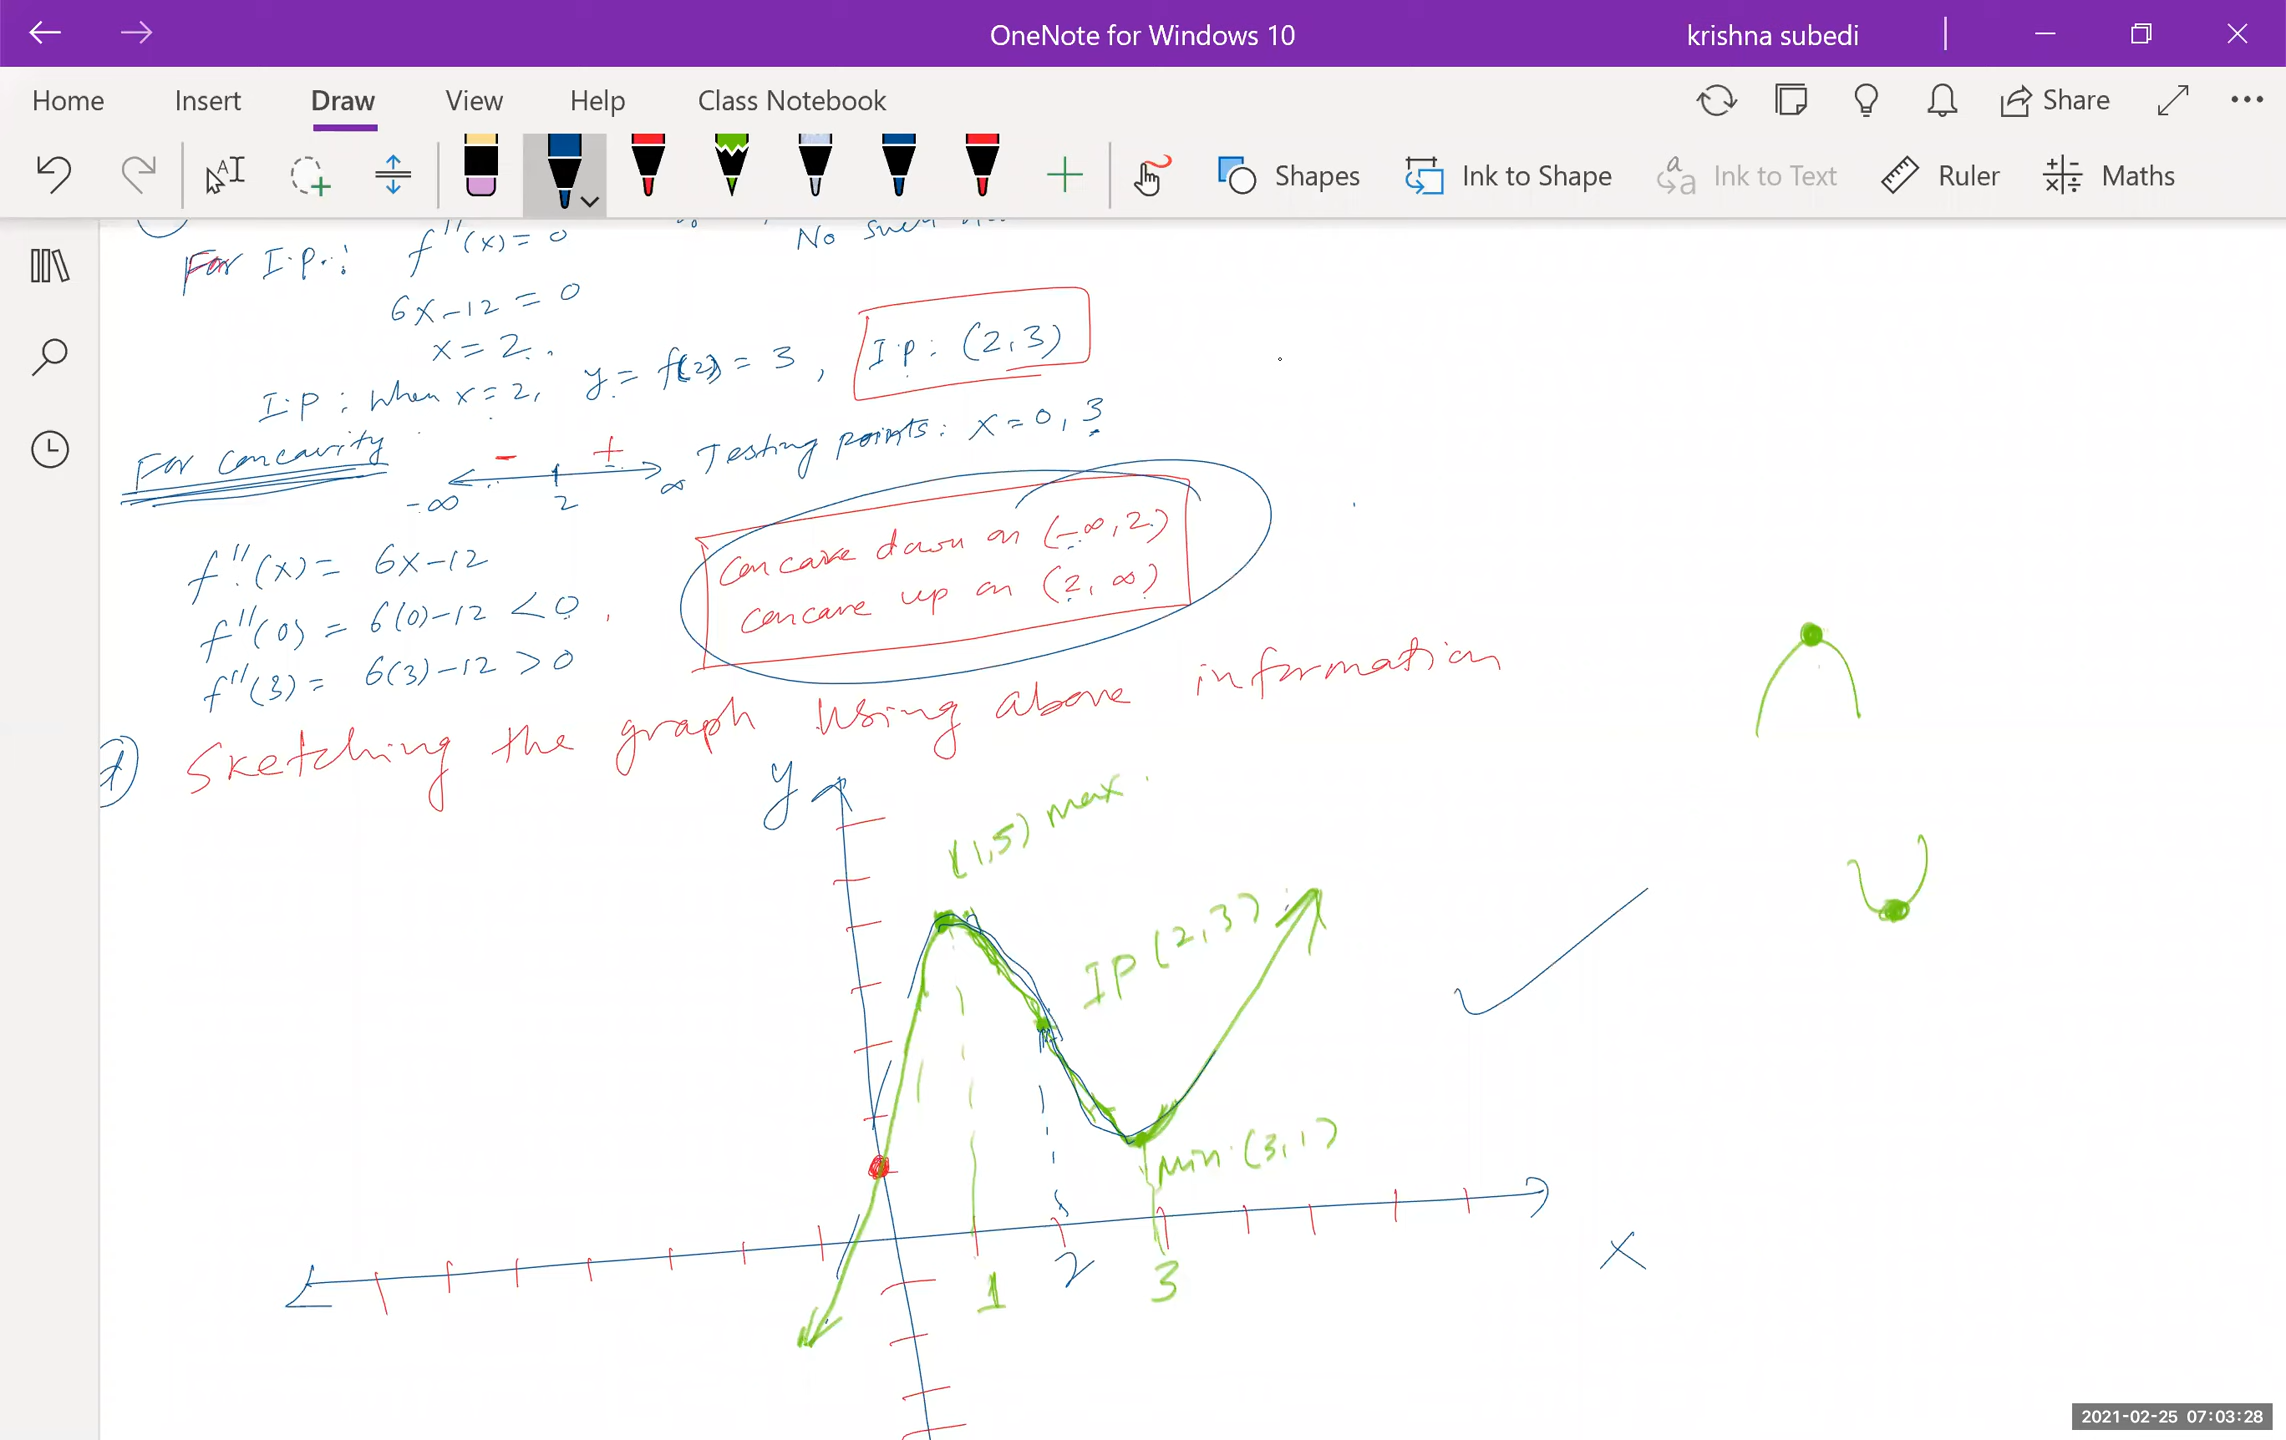 OneNote for Windows 10
krishna subedi
Home Insert Draw View Help Class Notebook Share
Shapes Ink to Shape Ink to Text Ruler Maths
No such
For I.P.: f''(x) = 0
6x-12 = 0
x = 2.
I.P : when x = 2, y = f(2) = 3, I.P : (2,3)
For concavity
- + Testing points: x = 0, 3
-∞ 2 ∞
f''(x) = 6x-12
f''(0) = 6(0)-12 < 0,
f''(3) = 6(3)-12 > 0
Concave down on (-∞, 2)
Concave up on (2, ∞)
Sketching the graph using above information
y
(1,5) max.
IP (2,3)
Min. (3,1)
x
1 2 3
2021-02-25 07:03:28